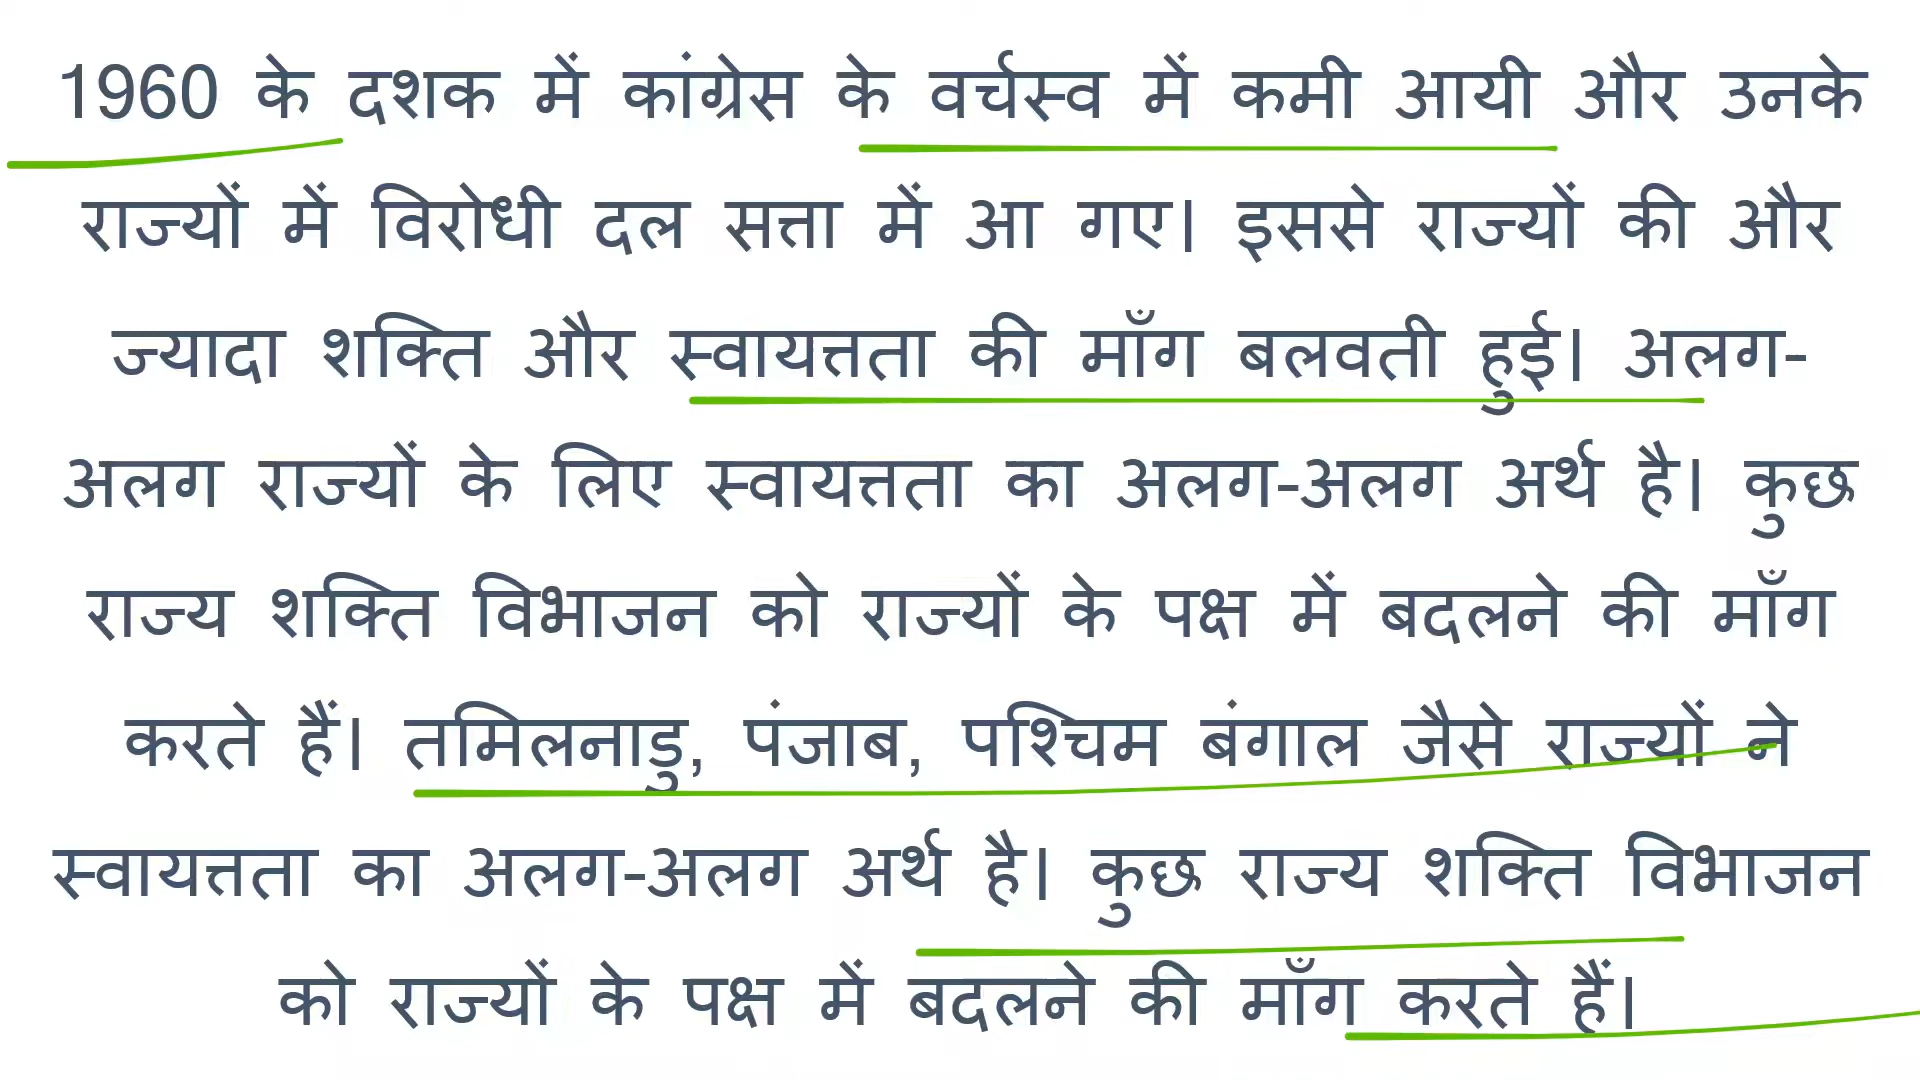 1960 के दशक में कांग्रेस के वर्चस्व में कमी आयी और उनके
राज्यों में विरोधी दल सत्ता में आ गए। इससे राज्यों की और
ज्यादा शक्ति और स्वायत्तता की माँग बलवती हुई। अलग-
अलग राज्यों के लिए स्वायत्तता का अलग-अलग अर्थ है। कुछ
राज्य शक्ति विभाजन को राज्यों के पक्ष में बदलने की माँग
करते हैं। तमिलनाडु, पंजाब, पश्चिम बंगाल जैसे राज्यों ने
स्वायत्तता का अलग-अलग अर्थ है। कुछ राज्य शक्ति विभाजन
को राज्यों के पक्ष में बदलने की माँग करते हैं।